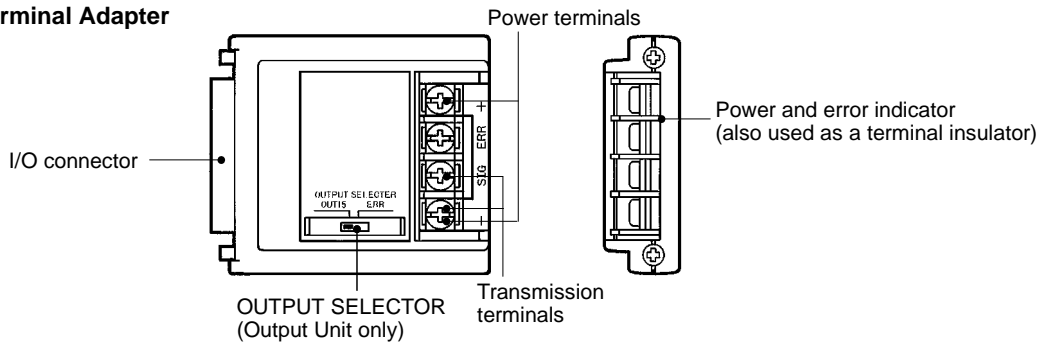 rminal Adapter
Power terminals
Power and error indicator
(also used as a terminal insulator)
I/O connector
+
ERR
SIG
−
OUTPUT SELECTER
OUT15 ERR
OUTPUT SELECTOR
(Output Unit only)
Transmission
terminals